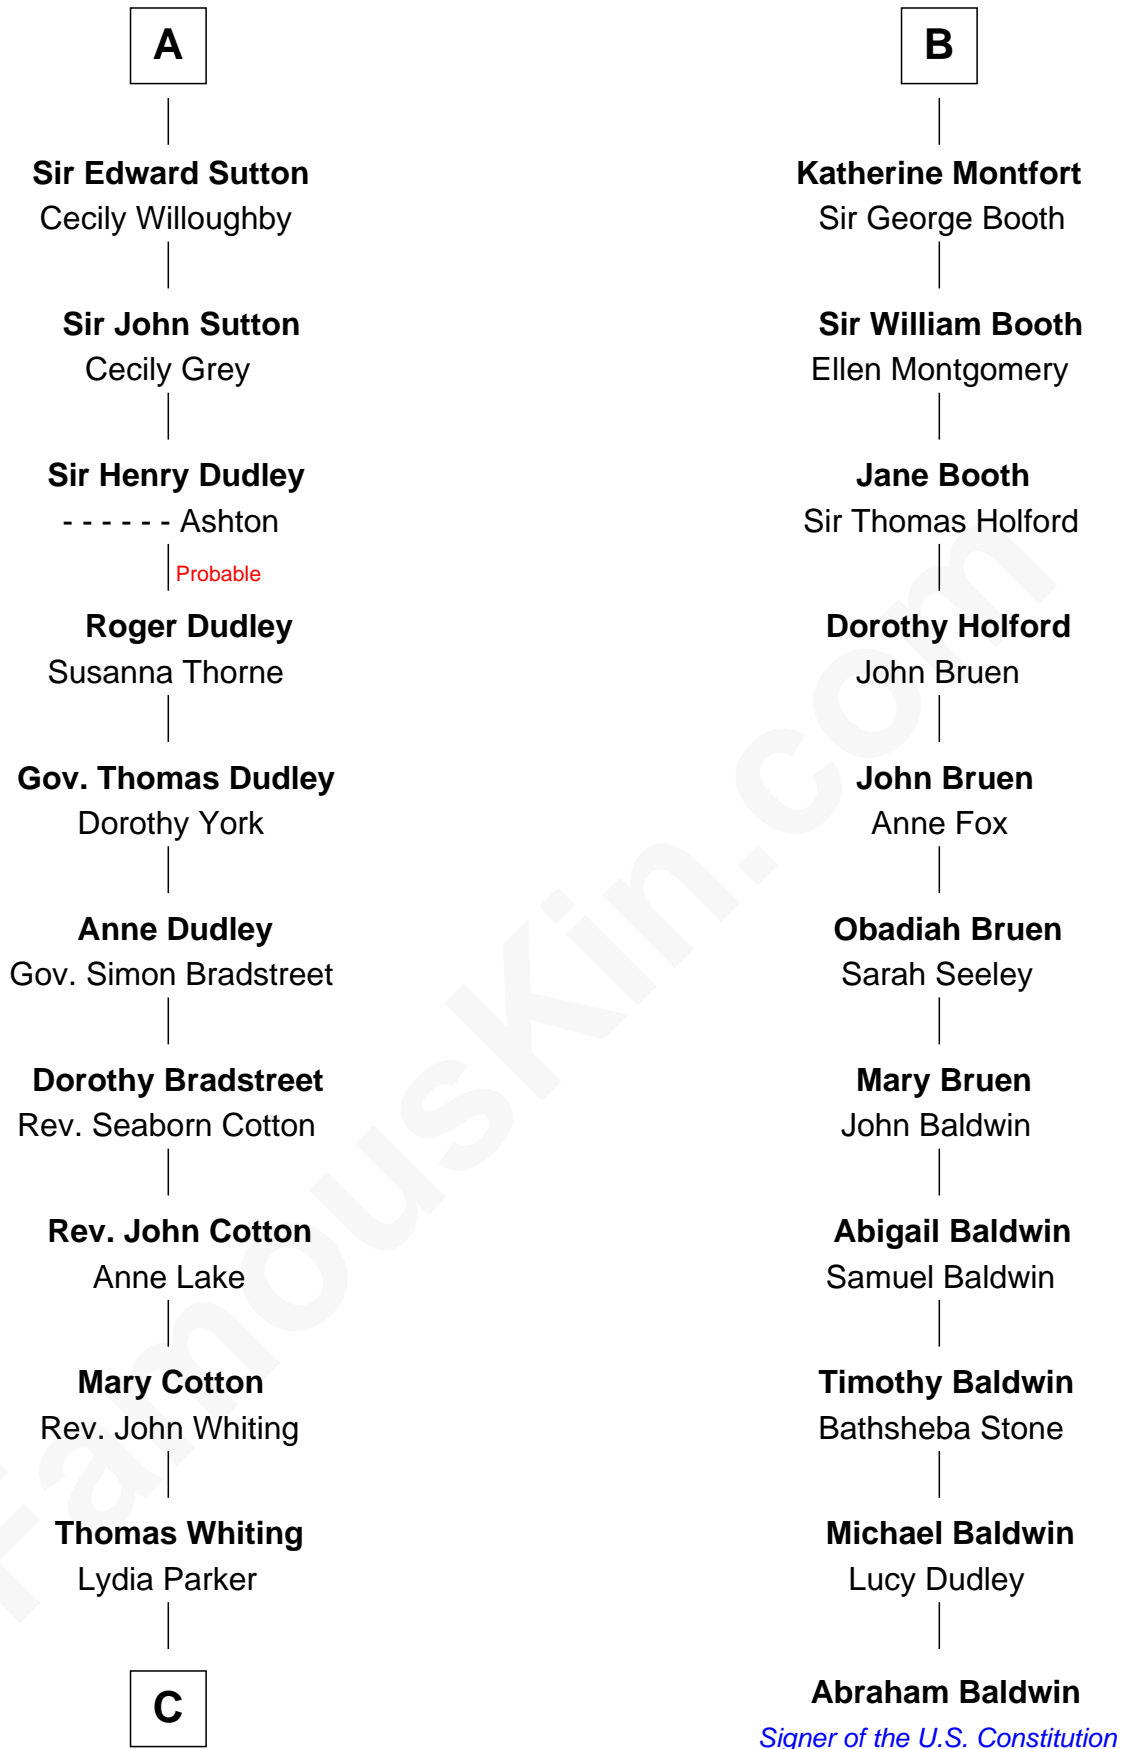 A
Sir Edward Sutton
Cecily Willoughby
Sir John Sutton
Cecily Grey
Sir Henry Dudley
- - - - - - Ashton
Probable
Roger Dudley
Susanna Thorne
Gov. Thomas Dudley
Dorothy York
Anne Dudley
Gov. Simon Bradstreet
Dorothy Bradstreet
Rev. Seaborn Cotton
Rev. John Cotton
Anne Lake
Mary Cotton
Rev. John Whiting
Thomas Whiting
Lydia Parker
C
B
Katherine Montfort
Sir George Booth
Sir William Booth
Ellen Montgomery
Jane Booth
Sir Thomas Holford
Dorothy Holford
John Bruen
John Bruen
Anne Fox
Obadiah Bruen
Sarah Seeley
Mary Bruen
John Baldwin
Abigail Baldwin
Samuel Baldwin
Timothy Baldwin
Bathsheba Stone
Michael Baldwin
Lucy Dudley
Abraham Baldwin
Signer of the U.S. Constitution
FamousKin.com